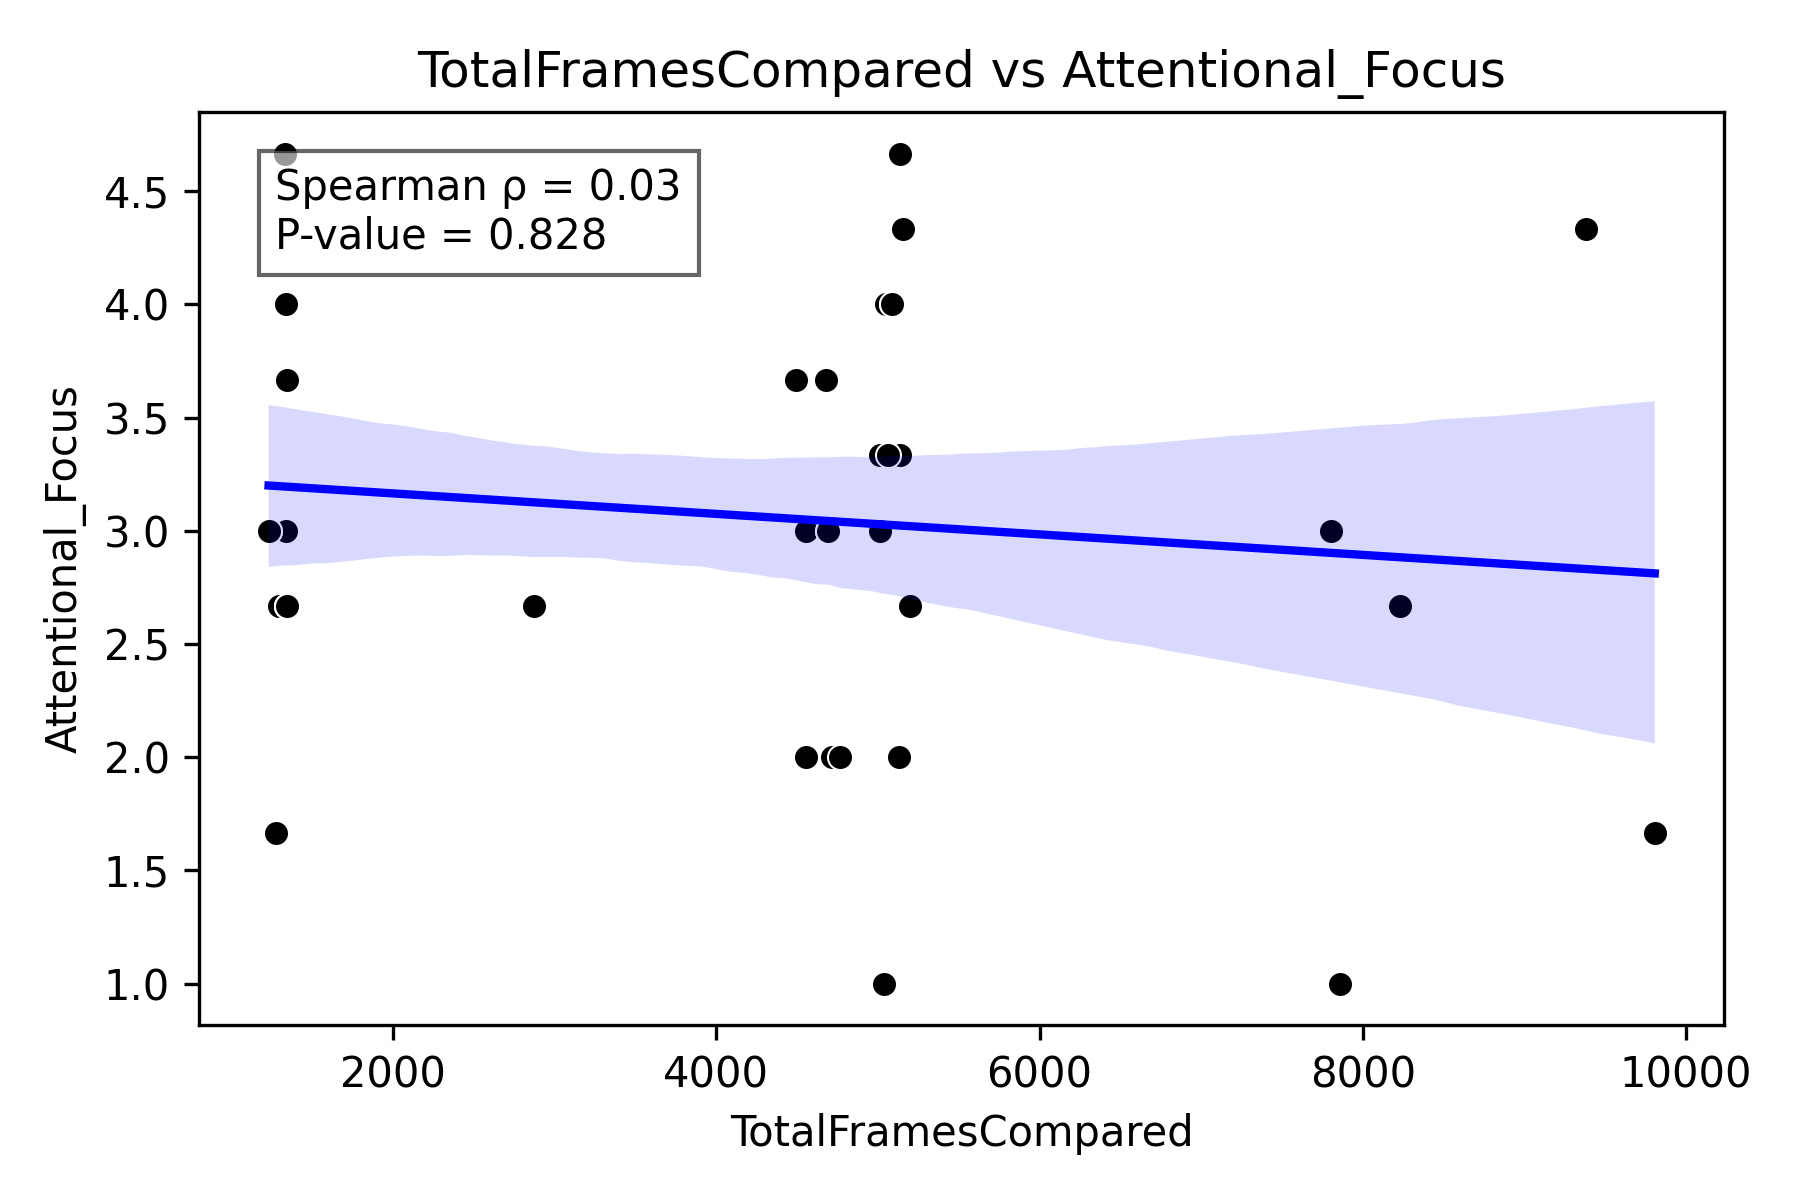 TotalFramesCompared vs Attentional_Focus
Spearman ρ = 0.03
P-value = 0.828
Attentional_Focus
4.5
4.0
3.5
3.0
2.5
2.0
1.5
1.0
2000 4000 6000 8000 10000
TotalFramesCompared